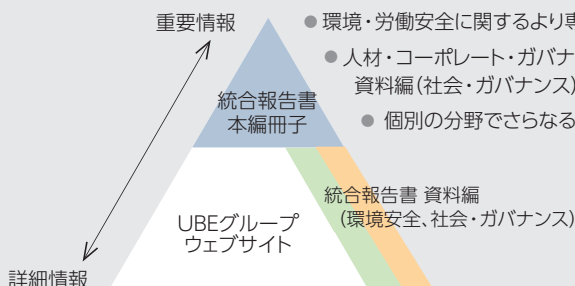 重要情報
● 環境・労働安全に関するより専
● 人材・コーポレート・ガバナ
資料編(社会・ガバナンス)
● 個別の分野でさらなる
統合報告書
本編冊子
統合報告書 資料編
(環境安全、社会・ガバナンス)
UBEグループ
ウェブサイト
詳細情報